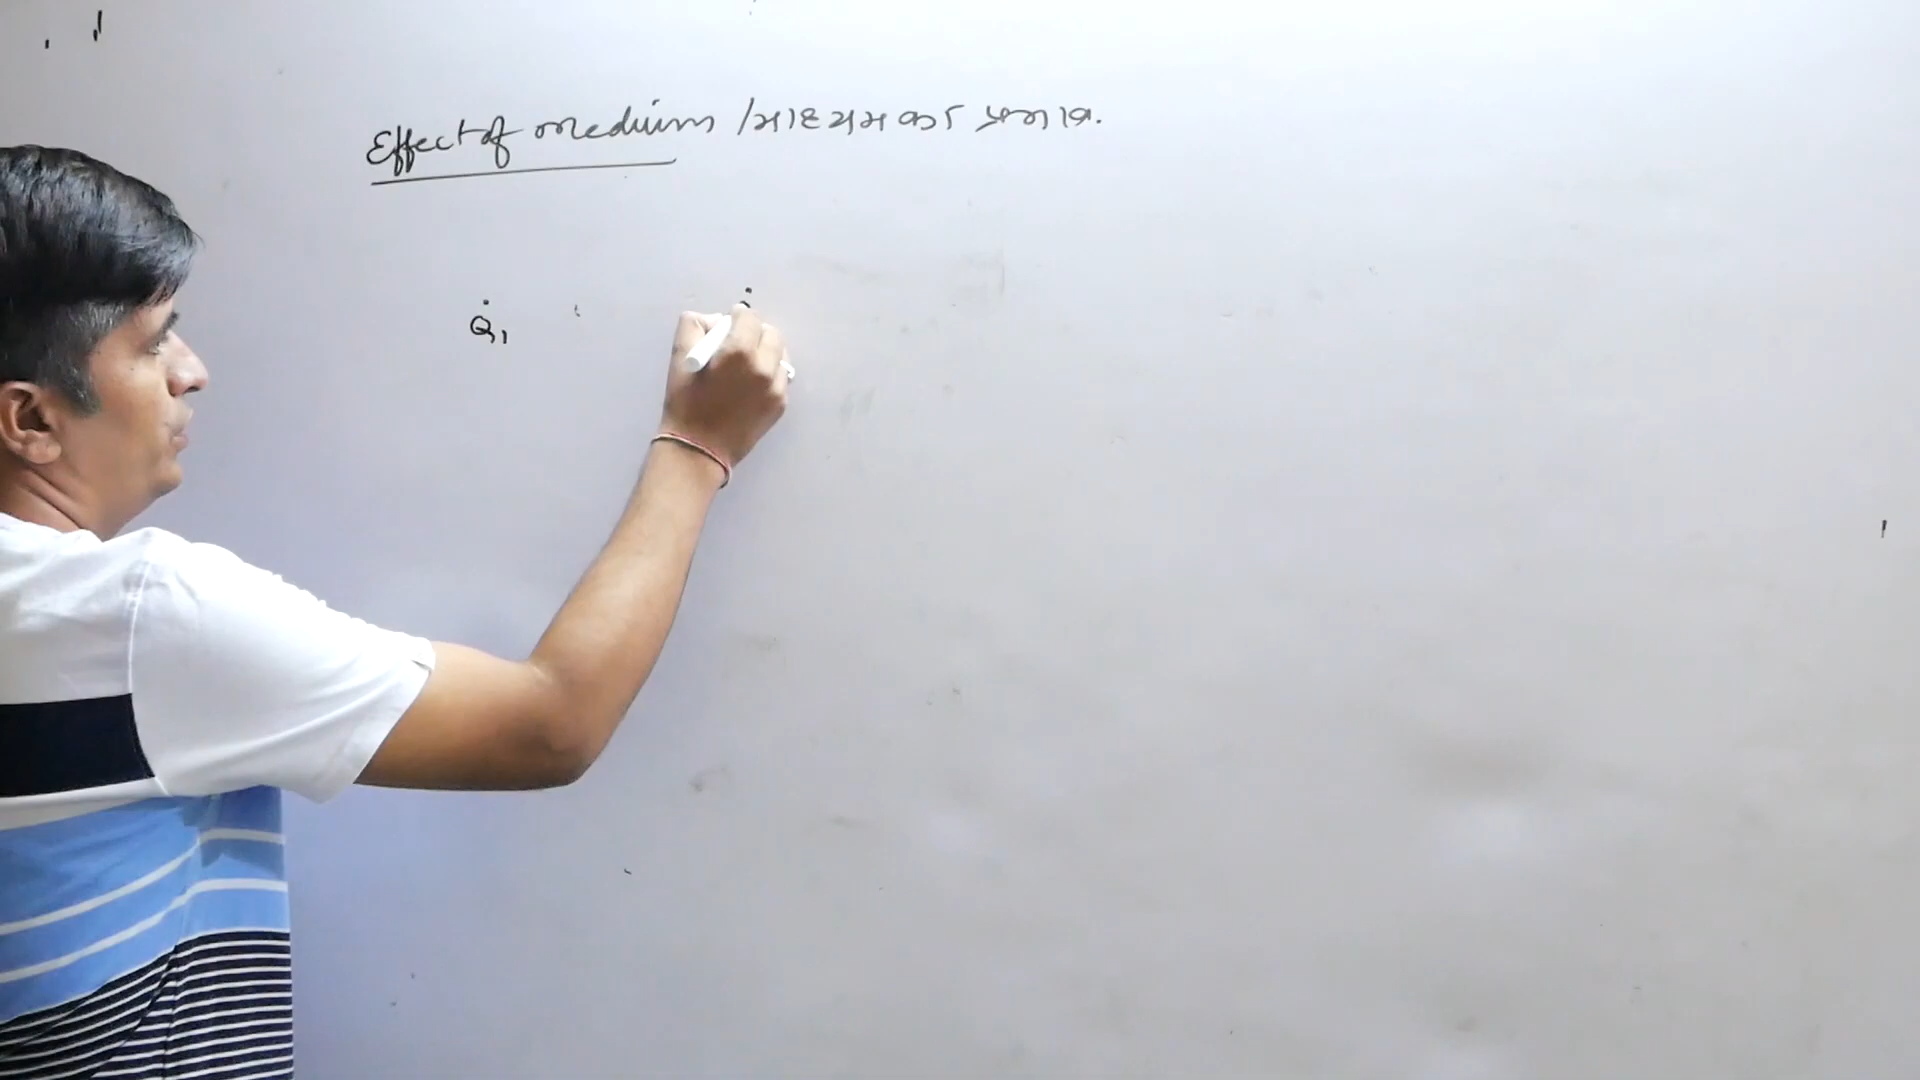 Effect of medium / माध्यम का प्रभाव.
Q1